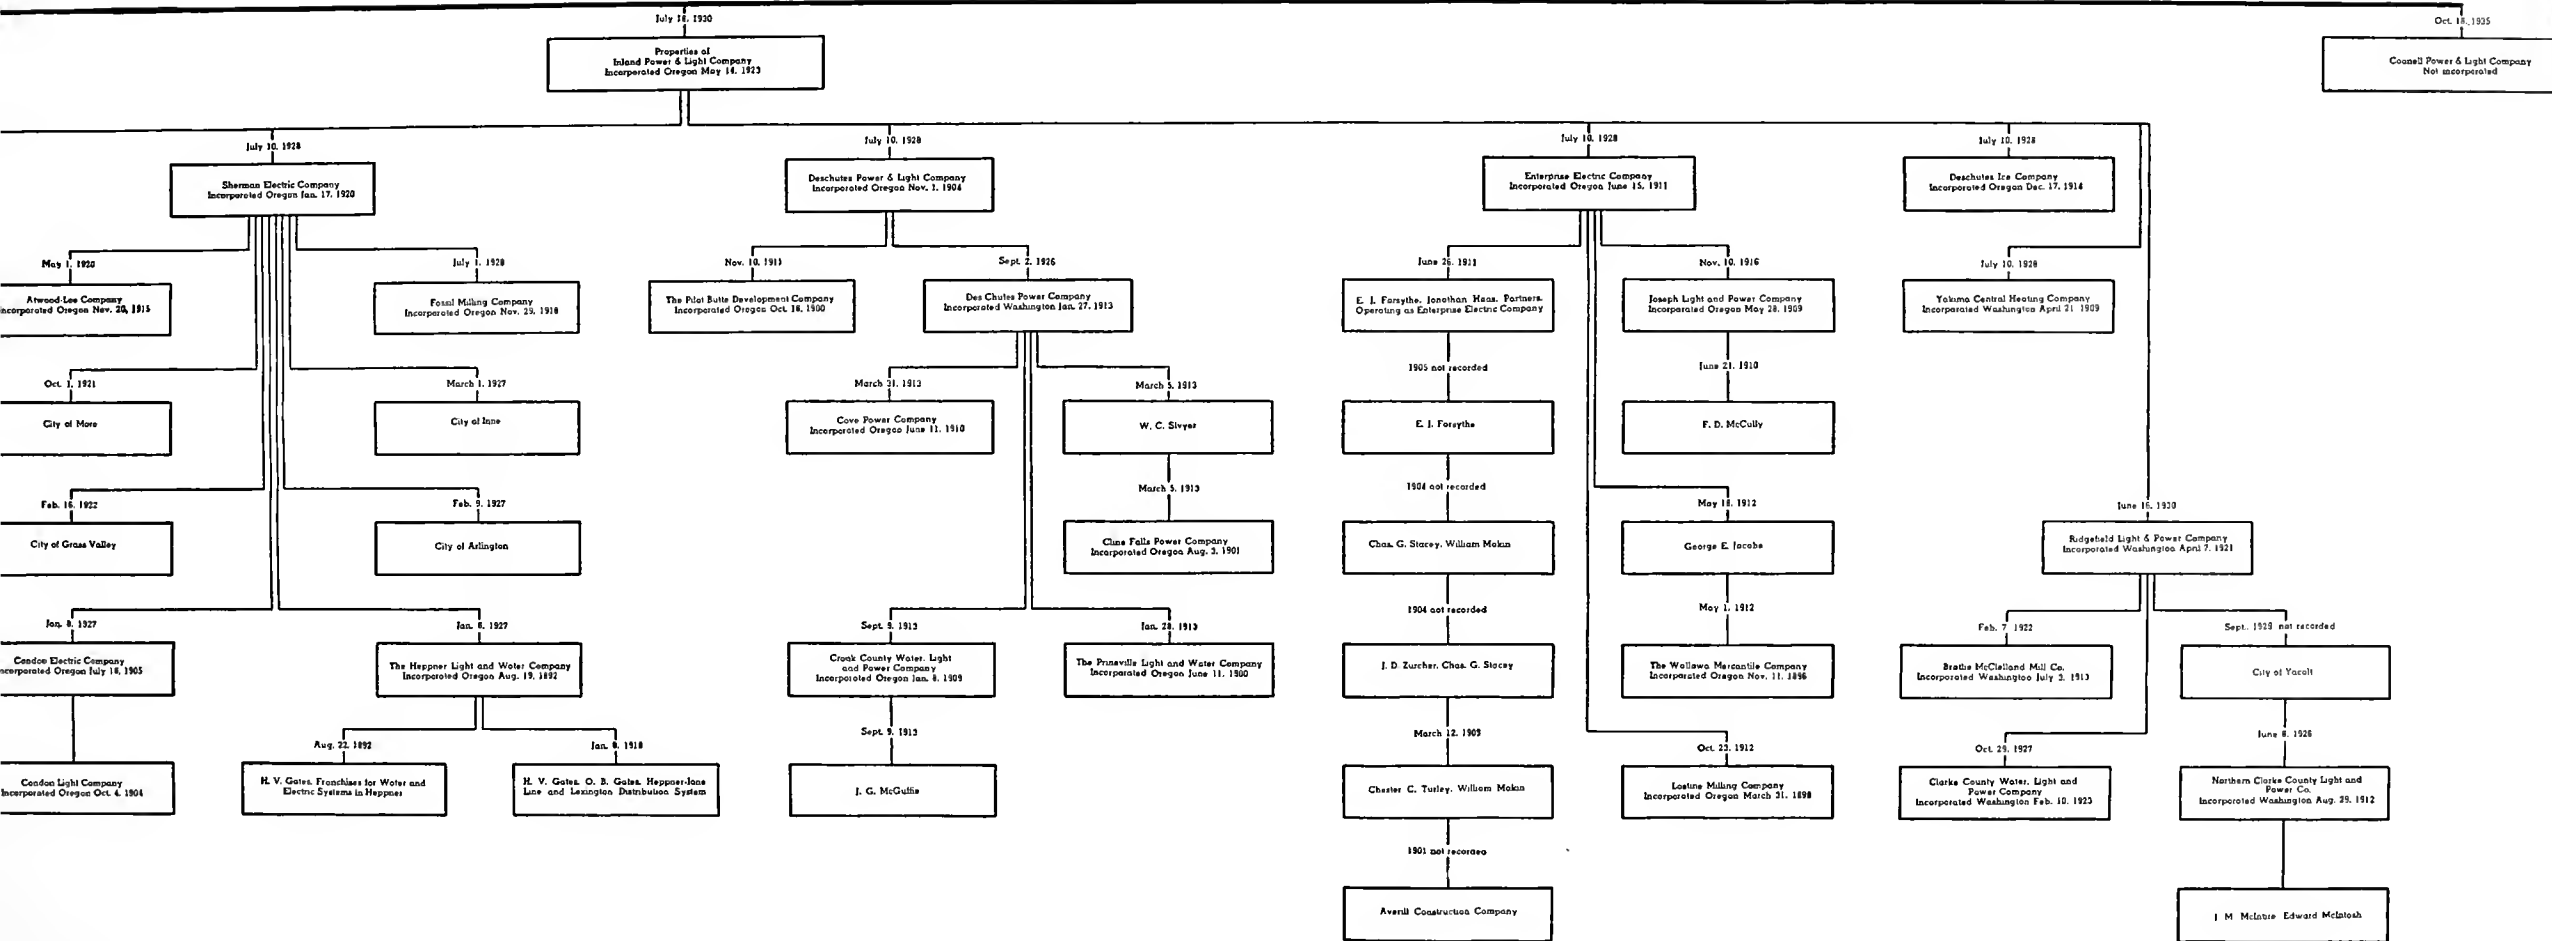 July 18, 1930
Oct. 18, 1935
Properties of
Inland Power & Light Company
Incorporated Oregon May 14, 1923
Connell Power & Light Company
Not incorporated
July 10, 1928
July 10, 1928
July 10, 1928
July 10, 1928
Sherman Electric Company
Incorporated Oregon Jan. 17, 1920
Deschutes Power & Light Company
Incorporated Oregon Nov. 1, 1904
Enterprise Electric Company
Incorporated Oregon June 15, 1911
Deschutes Ice Company
Incorporated Oregon Dec. 17, 1914
May 1, 1920
July 1, 1928
Nov. 10, 1911
Sept. 2, 1926
June 26, 1911
Nov. 10, 1916
July 10, 1928
Atwood-Lee Company
ncorporated Oregon Nov. 20, 1915
Fossil Milling Company
Incorporated Oregon Nov. 29, 1918
The Pilot Butte Development Company
Incorporated Oregon Oct. 18, 1900
Des Chutes Power Company
Incorporated Washington Jan. 27, 1913
E. J. Forsythe, Jonathan Haas, Partners,
Operating as Enterprise Electric Company
Joseph Light and Power Company
Incorporated Oregon May 28, 1909
Yakima Central Heating Company
Incorporated Washington April 21 1909
Oct. 1, 1921
March 1, 1927
March 31, 1913
March 5, 1913
1905 not recorded
June 21, 1910
City of More
City of Ione
Cove Power Company
Incorporated Oregon June 11, 1910
W. C. Sivyer
E. J. Forsythe
F. D. McCully
Feb. 16, 1922
Feb. 9, 1927
March 5, 1913
1904 not recorded
May 18, 1912
June 16, 1930
City of Grass Valley
City of Arlington
Cline Falls Power Company
Incorporated Oregon Aug. 3, 1901
Chas. G. Stacey, William Makin
George E. Jacobs
Ridgefield Light & Power Company
Incorporated Washington April 7, 1921
Jan. 8, 1927
Jan. 6, 1927
Sept. 9, 1913
Jan. 28, 1913
1904 not recorded
May 1, 1912
Feb. 7, 1922
Sept., 1926 not recorded
Condon Electric Company
ncorporated Oregon July 18, 1905
The Heppner Light and Water Company
Incorporated Oregon Aug. 19, 1892
Crook County Water, Light
and Power Company
Incorporated Oregon Jan. 8, 1909
The Prineville Light and Water Company
Incorporated Oregon June 11, 1900
J. D. Zurcher, Chas. G. Stacey
The Wallowa Mercantile Company
Incorporated Oregon Nov. 11, 1896
Brothe McClelland Mill Co.
Incorporated Washington July 3, 1913
City of Yacolt
Aug. 22, 1892
Jan. 8, 1918
Sept. 9, 1913
March 12, 1903
Oct. 23, 1912
Oct. 29, 1927
June 8, 1926
Condon Light Company
Incorporated Oregon Oct. 4, 1904
H. V. Gates, Franchises for Water and
Electric Systems in Heppner
H. V. Gates, O. B. Gates, Heppner-Ione
Line and Lexington Distribution System
J. G. McGuffie
Chester C. Turley, William Makin
Lostine Milling Company
Incorporated Oregon March 31, 1898
Clarke County Water, Light and
Power Company
Incorporated Washington Feb. 10, 1923
Northern Clarke County Light and
Power Co.
Incorporated Washington Aug. 29, 1912
1901 not recorded
Averill Construction Company
J. M. McIntire Edward McIntosh